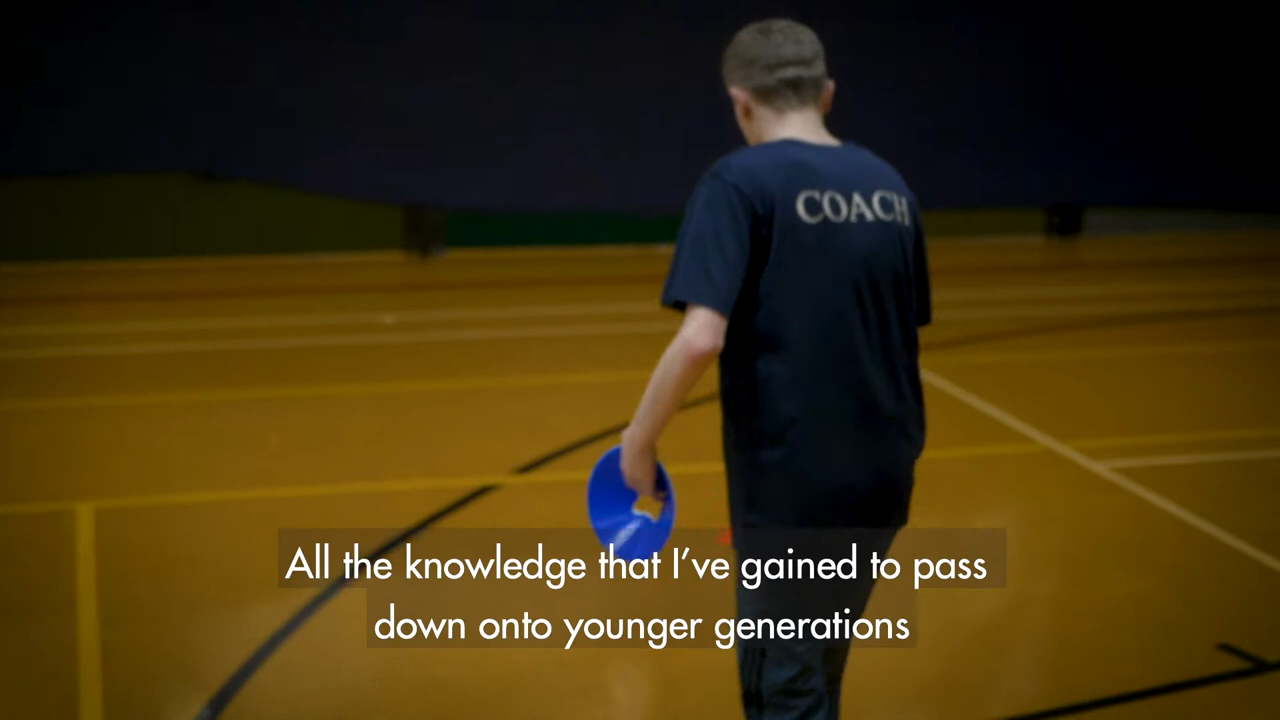 COACH
All the knowledge that I've gained to pass
down onto younger generations